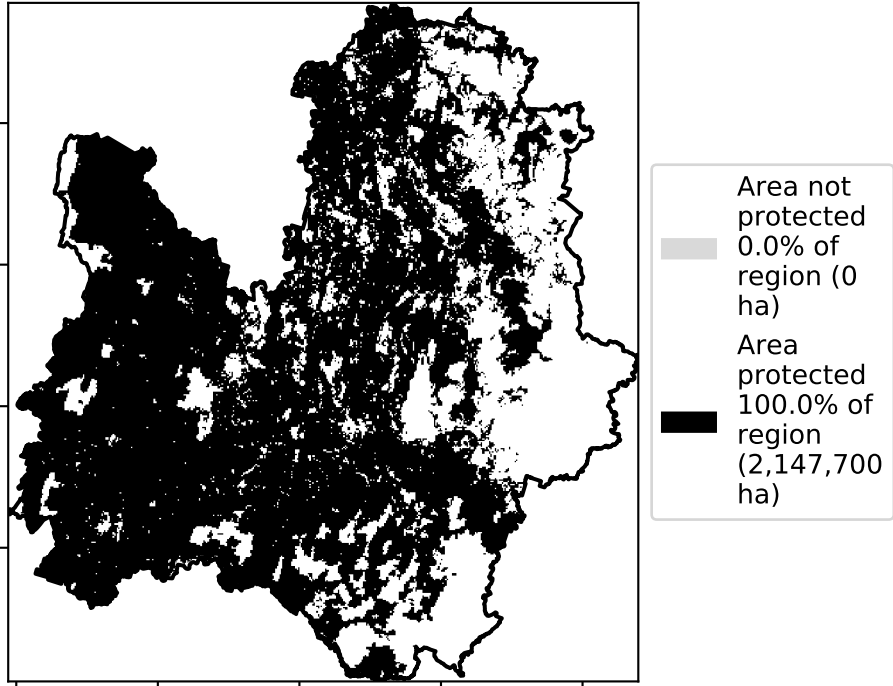 Area not
protected
0.0% of
region (0
ha)
Area
protected
100.0% of
region
(2,147,700
ha)